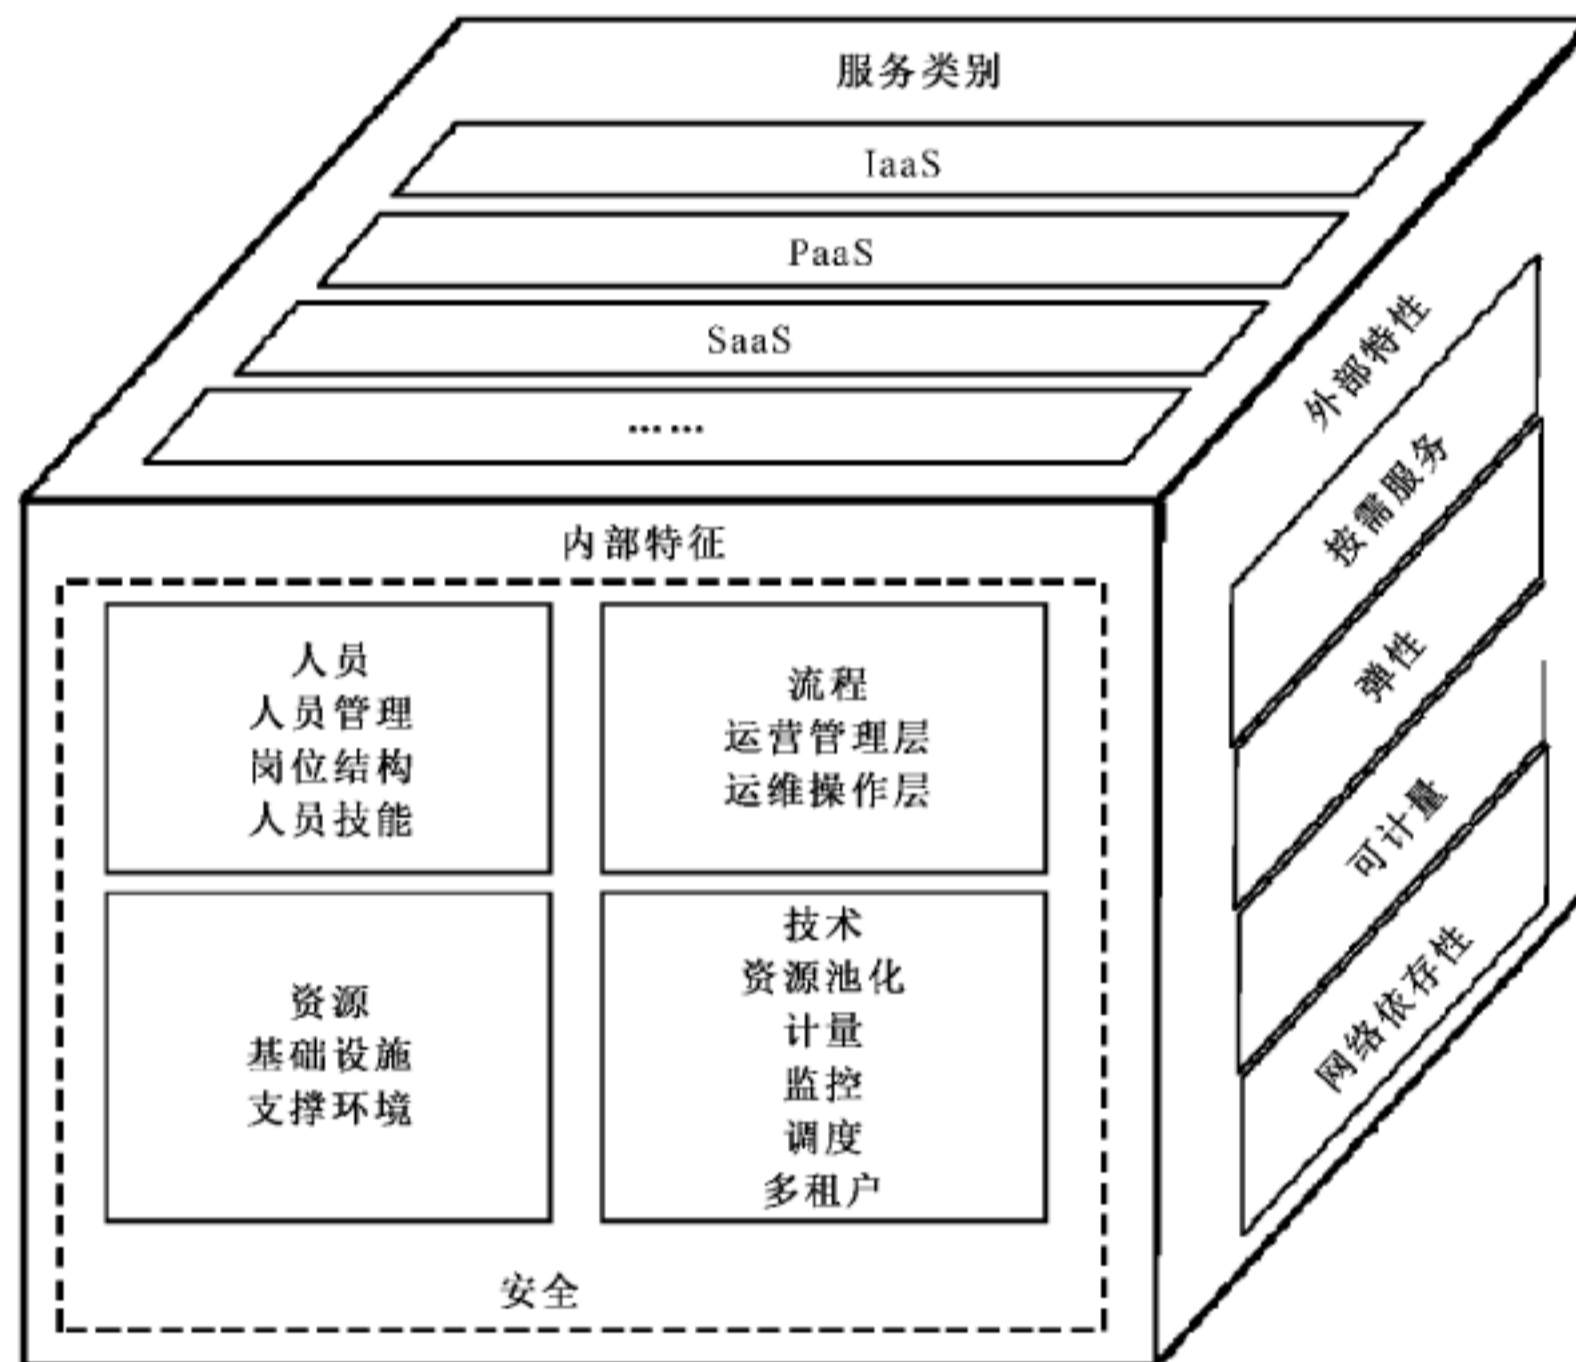 服务类别
IaaS
PaaS
SaaS
……
内部特征
人员
人员管理
岗位结构
人员技能
流程
运营管理层
运维操作层
资源
基础设施
支撑环境
技术
资源池化
计量
监控
调度
多租户
安全
外部特性
按需服务
弹性
可计量
网络依存性